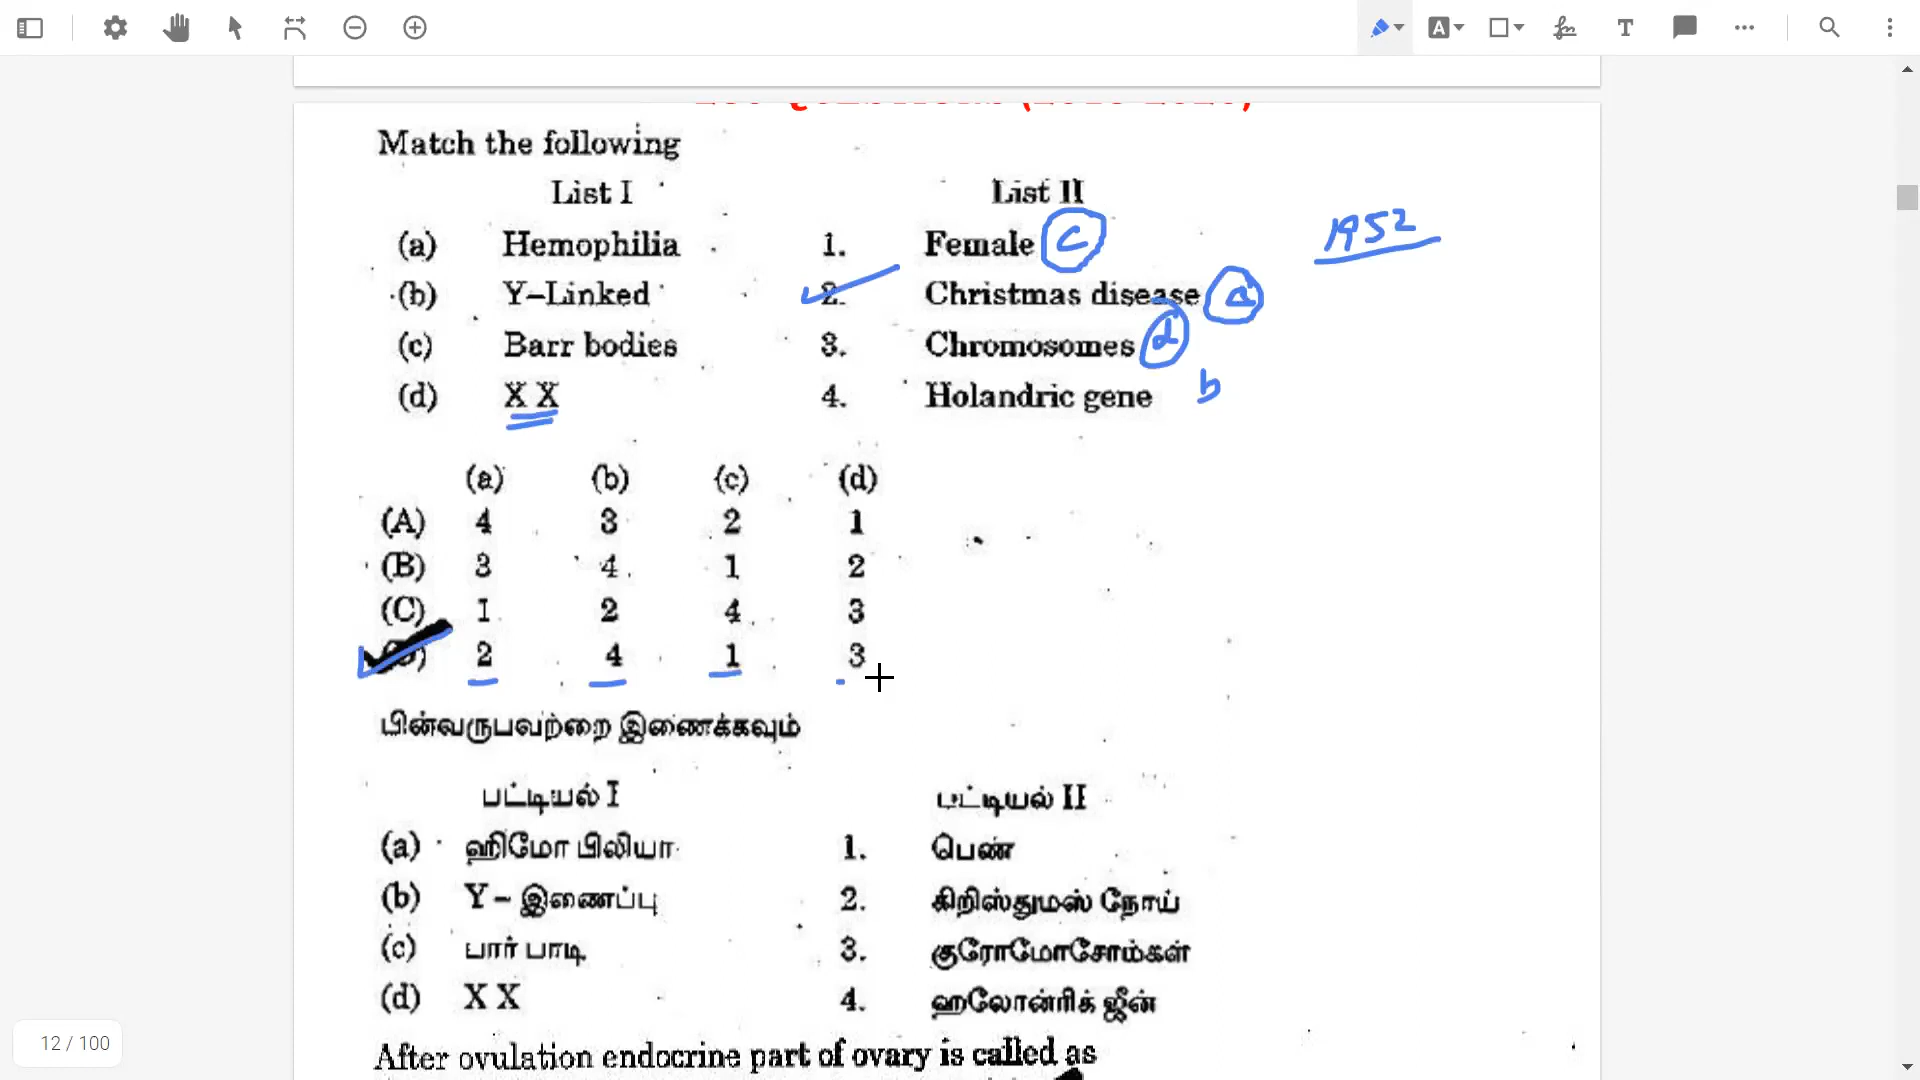 Match the following
List I List II
(a) Hemophilia 1. Female c 1952
(b) Y-Linked 2. Christmas disease a
(c) Barr bodies 3. Chromosomes d
(d) X X 4. Holandric gene b
(a) (b) (c) (d)
(A) 4 3 2 1
(B) 3 4 1 2
(C) 1 2 4 3
2 4 1 3
பின்வருபவற்றை இணைக்கவும்
பட்டியல் I பட்டியல் II
(a) ஹிமோ பிலியா 1. பெண்
(b) Y – இணைப்பு 2. கிறிஸ்துமஸ் நோய்
(c) பார் பாடி 3. குரோமோசோம்கள்
(d) X X 4. ஹலோன்ரிக் ஜீன்
After ovulation endocrine part of ovary is called as
12 / 100